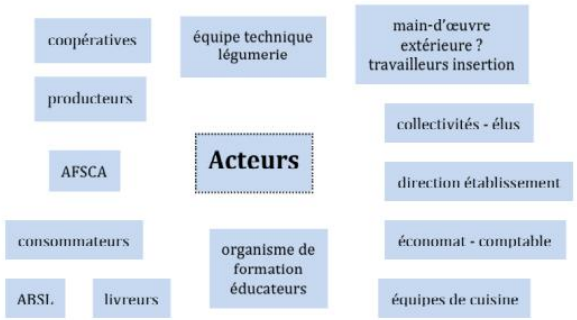 coopératives
équipe technique
légumerie
main-d'œuvre
extérieure ?
travailleurs insertion
producteurs
collectivités - élus
Acteurs
AFSCA
direction établissement
consommateurs
organisme de
formation
éducateurs
économat - comptable
ABSL
livreurs
équipes de cuisine